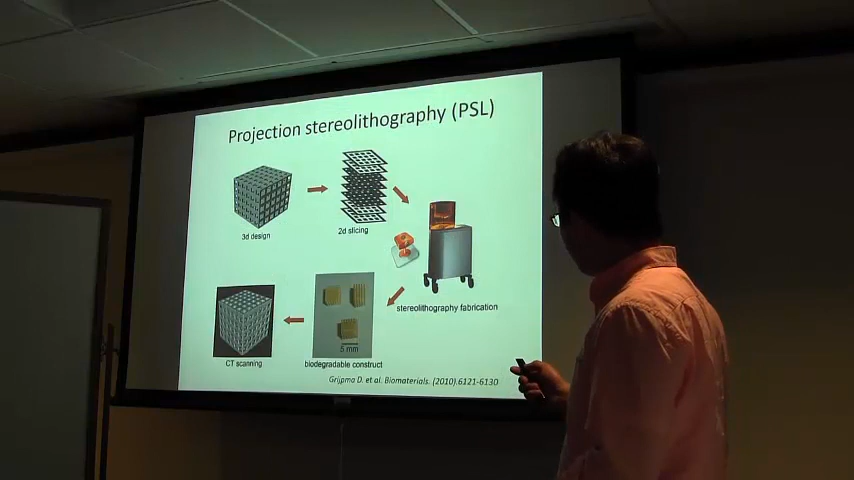 Projection stereolithography (PSL)
3d design
2d slicing
stereolithography fabrication
5 mm
CT scanning
biodegradable construct
Grijpma D. et al. Biomaterials. (2010).6121-6130